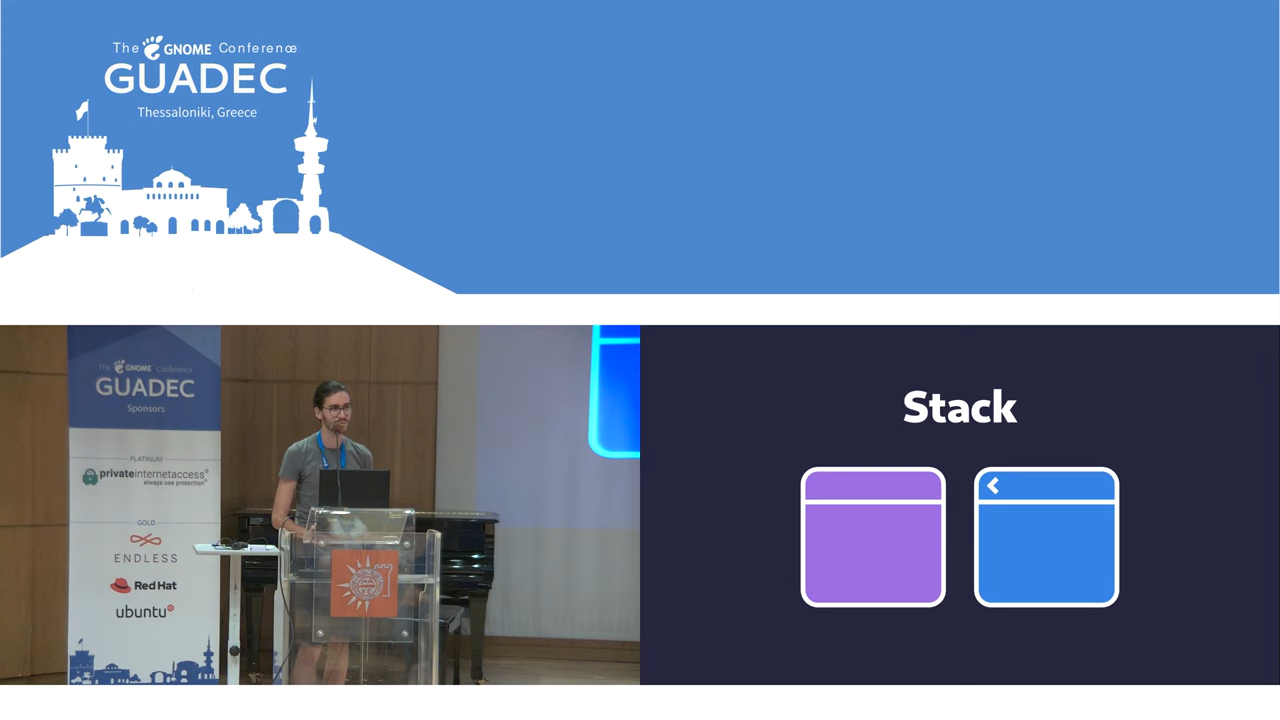 The GNOME Conference
GUADEC
Thessaloniki, Greece
The GNOME Conference
GUADEC
Sponsors
PLATINUM
privateinternetaccess®
always use protection®
GOLD
ENDLESS
Red Hat
ubuntu®
Stack